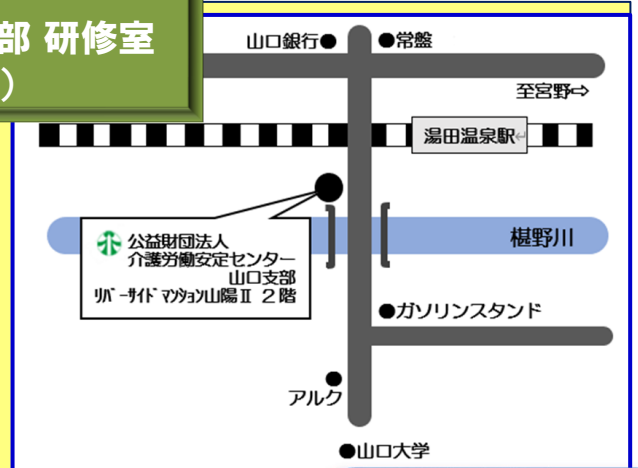 部 研修室
）
山口銀行●
●常盤
至宮野⇨
湯田温泉駅↵
公益財団法人
介護労働安定センター
山口支部
ﾘﾊﾞｰｻｲﾄﾞﾏﾝｼｮﾝ山陽Ⅱ ２階
椹野川
●ガソリンスタンド
アルク
●山口大学